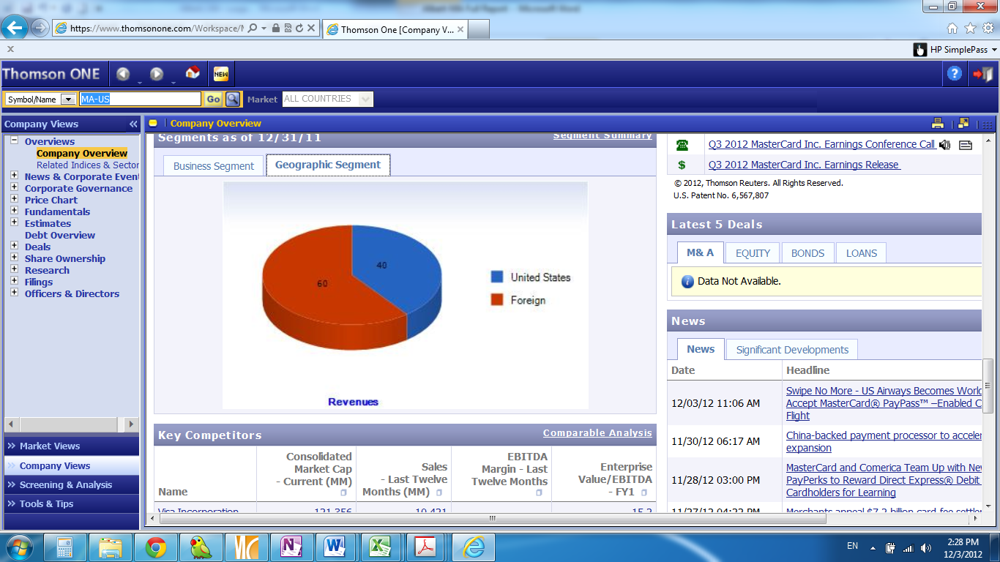 https://www.thomsonone.com/Workspace/
Thomson One [Company V...
x
HP SimplePass
Thomson ONE
NEW
Symbol/Name
MA-US
Go
Market
ALL COUNTRIES
Company Views
Company Overview
Overviews
Company Overview
Related Indices & Sector
News & Corporate Even
Corporate Governance
Price Chart
Fundamentals
Estimates
Debt Overview
Deals
Share Ownership
Research
Filings
Officers & Directors
Market Views
Company Views
Screening & Analysis
Tools & Tips
Segments as of 12/31/11
Segment Summary
Business Segment
Geographic Segment
40
60
United States
Foreign
Revenues
Key Competitors
Comparable Analysis
Name
Consolidated
Market Cap
- Current (MM)
Sales
- Last Twelve
Months (MM)
EBITDA
Margin - Last
Twelve Months
Enterprise
Value/EBITDA
- FY1
Visa Incorporation
121,356
10,421
15.2
Q3 2012 MasterCard Inc. Earnings Conference Call
$
Q3 2012 MasterCard Inc. Earnings Release
© 2012, Thomson Reuters. All Rights Reserved.
U.S. Patent No. 6,567,807
Latest 5 Deals
M& A
EQUITY
BONDS
LOANS
Data Not Available.
News
News
Significant Developments
Date
Headline
12/03/12 11:06 AM
Swipe No More - US Airways Becomes World
Accept MasterCard® PayPass™ –Enabled C
Flight
11/30/12 06:17 AM
China-backed payment processor to acceler
expansion
11/28/12 03:00 PM
MasterCard and Comerica Team Up with Ne
PayPerks to Reward Direct Express® Debit
Cardholders for Learning
11/27/12 04:22 PM
Merchants appeal $7.2 billion card fee settle
EN
2:28 PM
12/3/2012